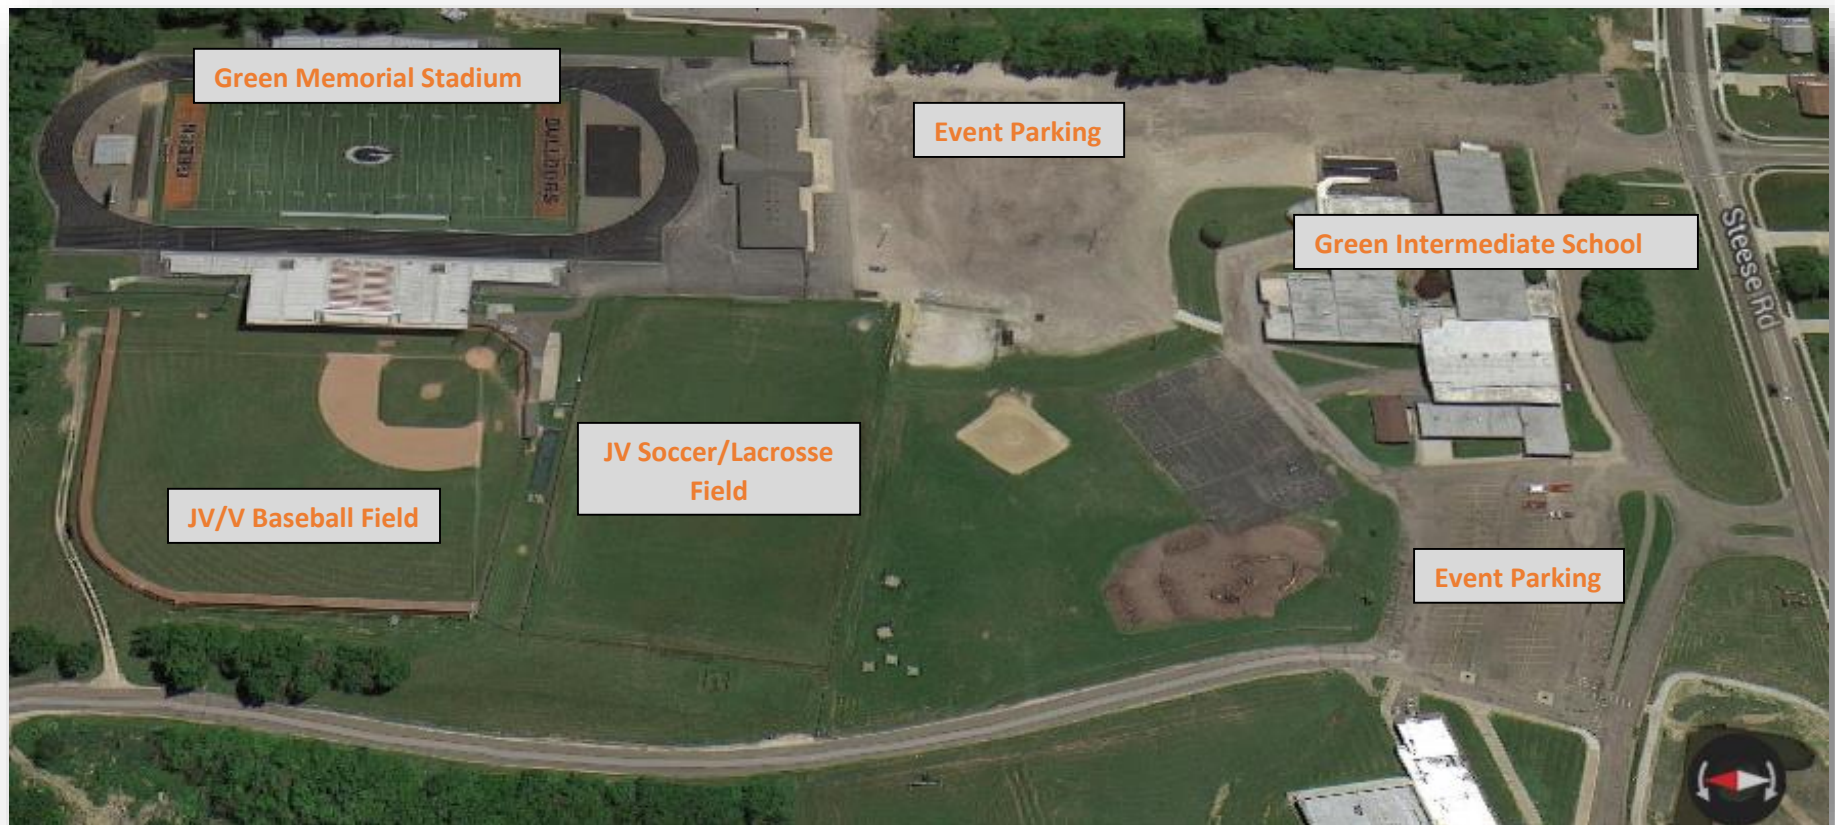 Green Memorial Stadium
Event Parking
GREEN
BULLDOGS
Green Intermediate School
Steese Rd
JV Soccer/Lacrosse
Field
JV/V Baseball Field
Event Parking